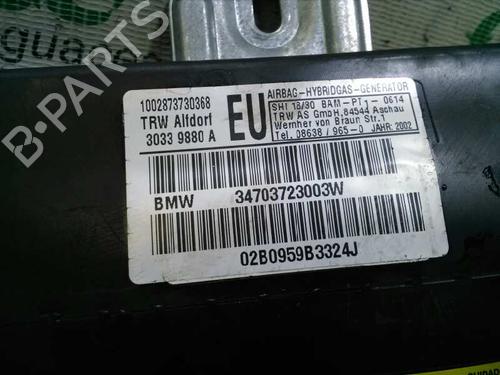 1002873730368
TRW Alfdorf
3033 9880 A
EU
AIRBAG-HYBRIDGAS-GENERATOR
SHI 18/30 BAM-PT1-0614
TRW AS GmbH,84544 Aschau
Wernher von Braun Str.1
Tel.08638/965-0 JAHR:2002
BMW 34703723003W
02B0959B3324J